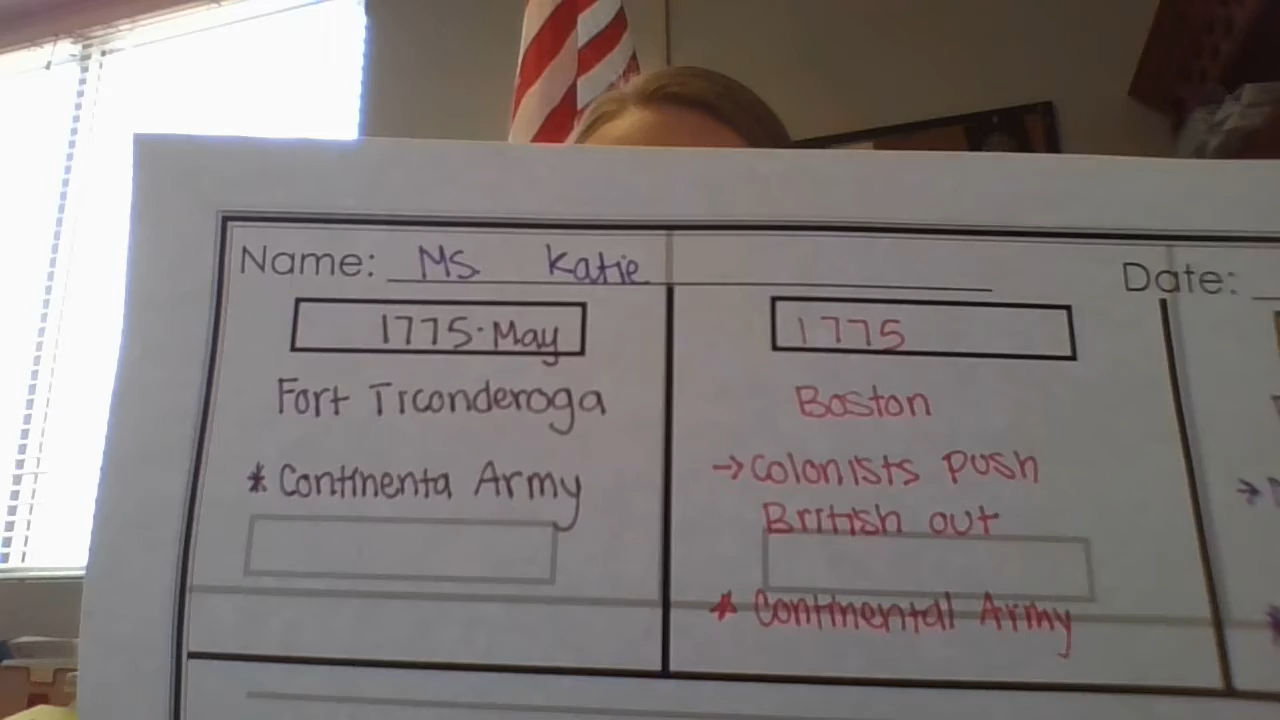 Name: Ms Katie
Date:
1775·May
Fort Ticonderoga
* Continenta Army
1775
Boston
→ Colonists push
British out
* Continental Army